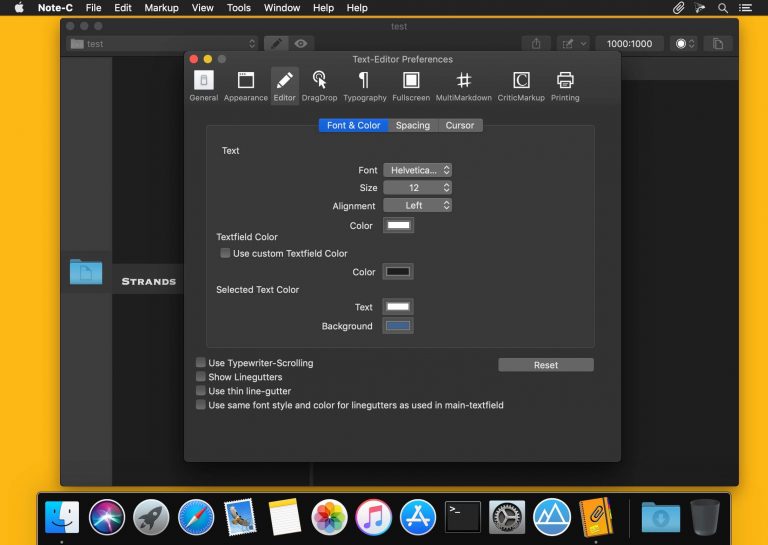 Note-C File Edit Markup View Tools Window Help Help
test
test 1000:1000
Text-Editor Preferences
General Appearance Editor DragDrop Typography Fullscreen MultiMarkdown CriticMarkup Printing
Font & Color Spacing Cursor
Text
Font Helvetica...
Size 12
Alignment Left
Color
Textfield Color
Use custom Textfield Color
Color
Selected Text Color
Text
Background
STRANDS
Use Typewriter-Scrolling Reset
Show Linegutters
Use thin line-gutter
Use same font style and color for linegutters as used in main-textfield